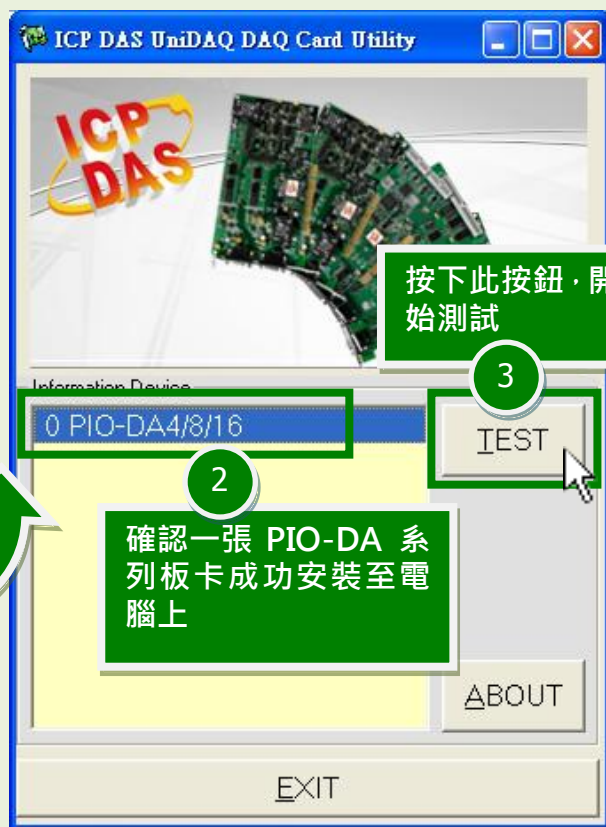 ICP DAS UniDAQ DAQ Card Utility
ICP
DAS
按下此按鈕，開
始測試
3
Information Device
0 PIO-DA4/8/16
TEST
2
確認一張 PIO-DA 系
列板卡成功安裝至電
腦上
ABOUT
EXIT